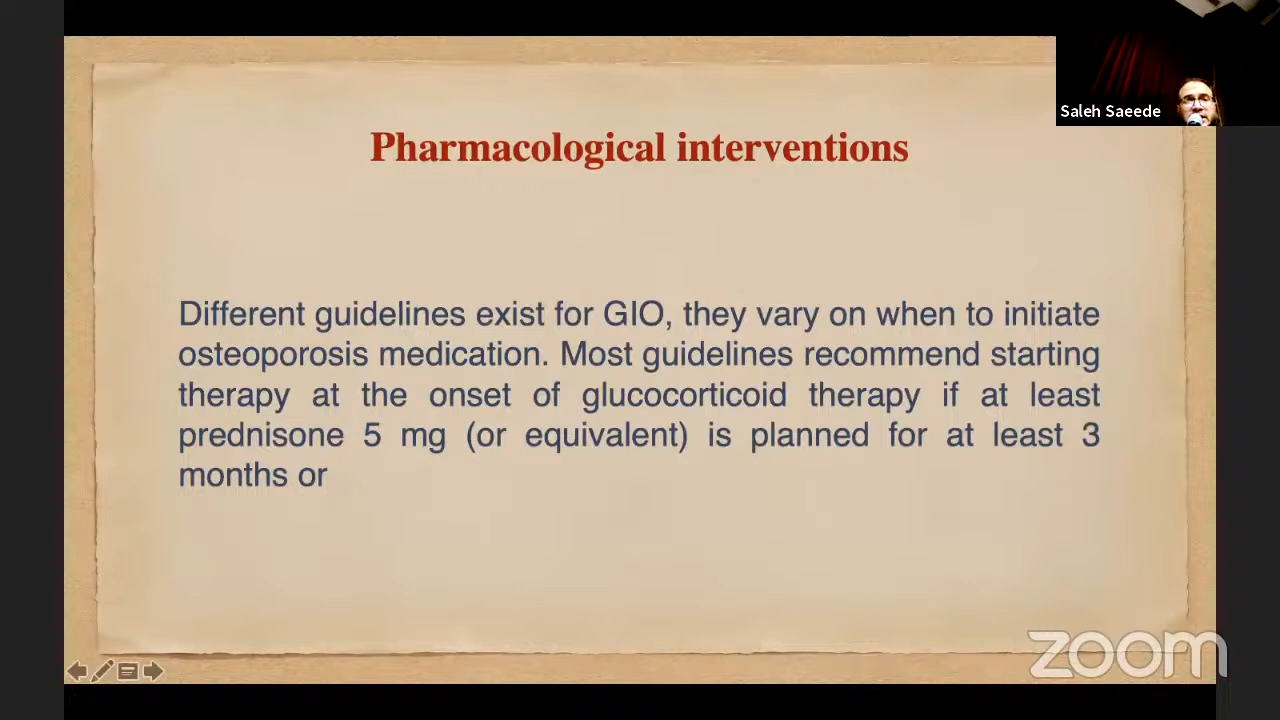 Saleh Saeede
Pharmacological interventions
Different guidelines exist for GIO, they vary on when to initiate
osteoporosis medication. Most guidelines recommend starting
therapy at the onset of glucocorticoid therapy if at least
prednisone 5 mg (or equivalent) is planned for at least 3
months or
zoom